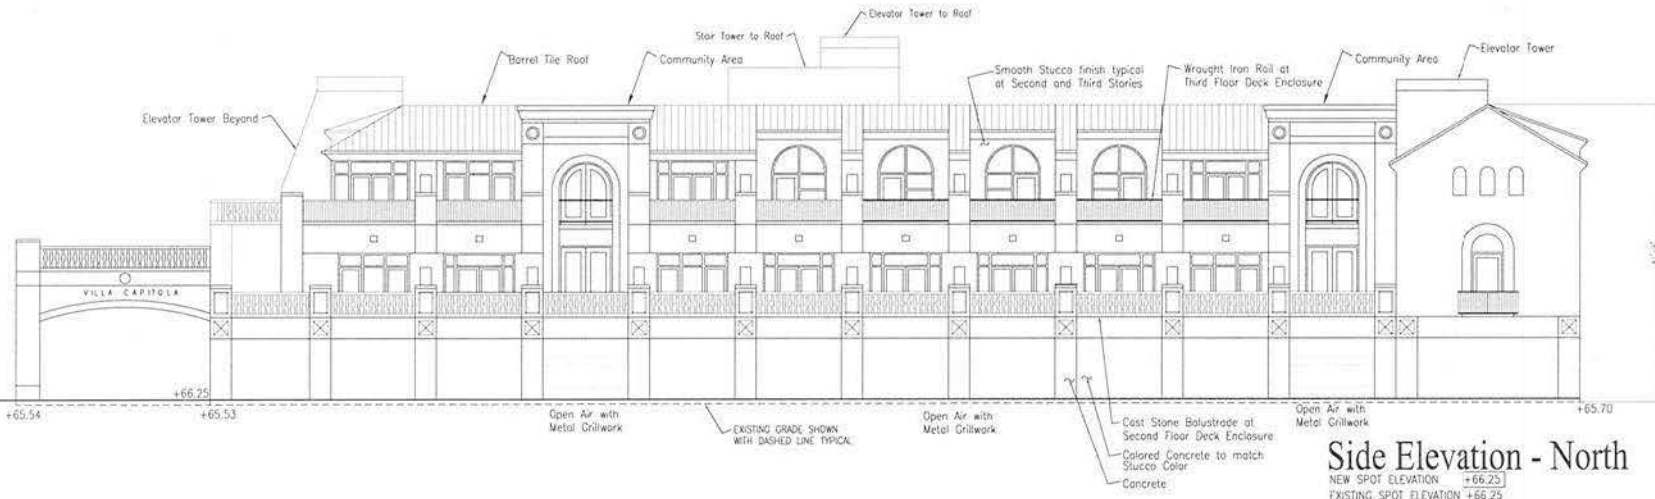 Elevator Tower to Roof
Stair Tower to Roof
Barrel Tile Roof
Community Area
Smooth Stucco finish typical
at Second and Third Stories
Wrought Iron Rail at
Third Floor Deck Enclosure
Community Area
Elevator Tower
Elevator Tower Beyond
VILLA CAPITOLA
+66.25
+65.54
+65.53
Open Air with
Metal Grillwork
EXISTING GRADE SHOWN
WITH DASHED LINE TYPICAL
Open Air with
Metal Grillwork
Cast Stone Balustrade at
Second Floor Deck Enclosure
Colored Concrete to match
Stucco Color
Concrete
Open Air with
Metal Grillwork
+65.70
Side Elevation - North
NEW SPOT ELEVATION +66.25
EXISTING SPOT ELEVATION +66.25